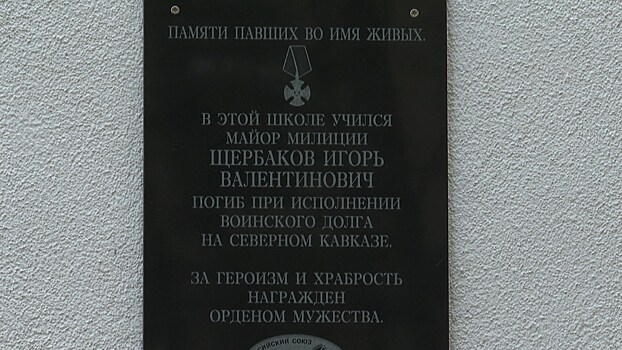 ПАМЯТИ ПАВШИХ ВО ИМЯ ЖИВЫХ.
В ЭТОЙ ШКОЛЕ УЧИЛСЯ
МАЙОР МИЛИЦИИ
ЩЕРБАКОВ ИГОРЬ
ВАЛЕНТИНОВИЧ
ПОГИБ ПРИ ИСПОЛНЕНИИ
ВОИНСКОГО ДОЛГА
НА СЕВЕРНОМ КАВКАЗЕ.
ЗА ГЕРОИЗМ И ХРАБРОСТЬ
НАГРАЖДЕН
ОРДЕНОМ МУЖЕСТВА.
СОЮЗ